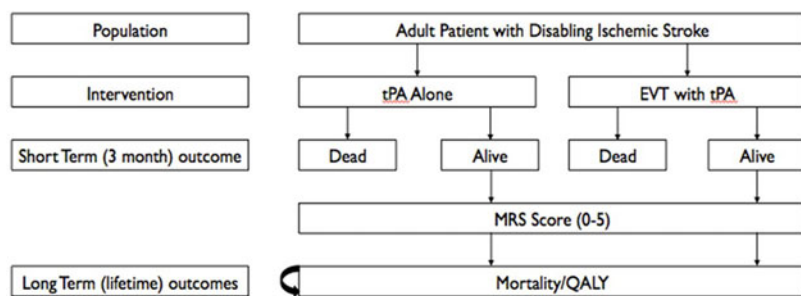 Population
Adult Patient with Disabling Ischemic Stroke
Intervention
tPA Alone
EVT with tPA
Short Term (3 month) outcome
Dead
Alive
Dead
Alive
MRS Score (0-5)
Long Term (lifetime) outcomes
Mortality/QALY